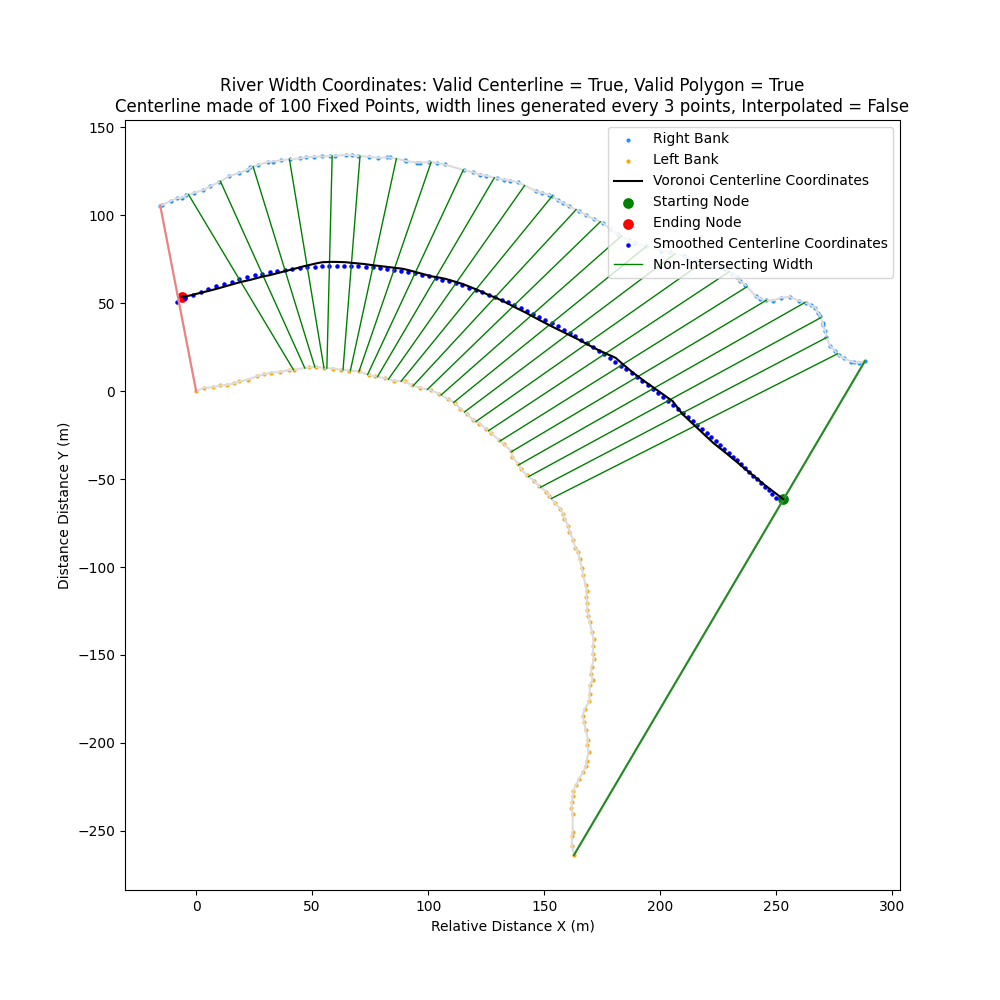 River Width Coordinates: Valid Centerline = True, Valid Polygon = True
Centerline made of 100 Fixed Points, width lines generated every 3 points, Interpolated = False
Right Bank
Left Bank
Voronoi Centerline Coordinates
Starting Node
Ending Node
Smoothed Centerline Coordinates
Non-Intersecting Width
Distance Distance Y (m)
150
100
50
0
−50
−100
−150
−200
−250
0
50
100
150
200
250
300
Relative Distance X (m)